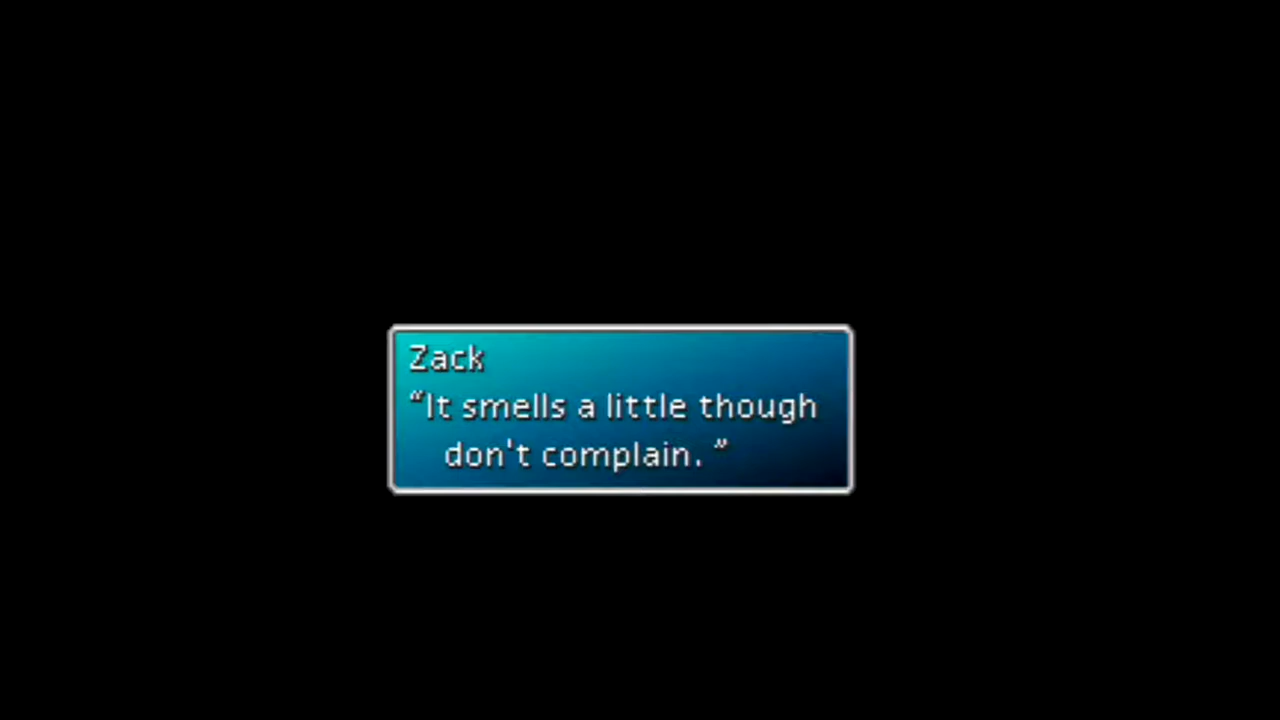 Zack
“It smells a little though
don't complain. ”